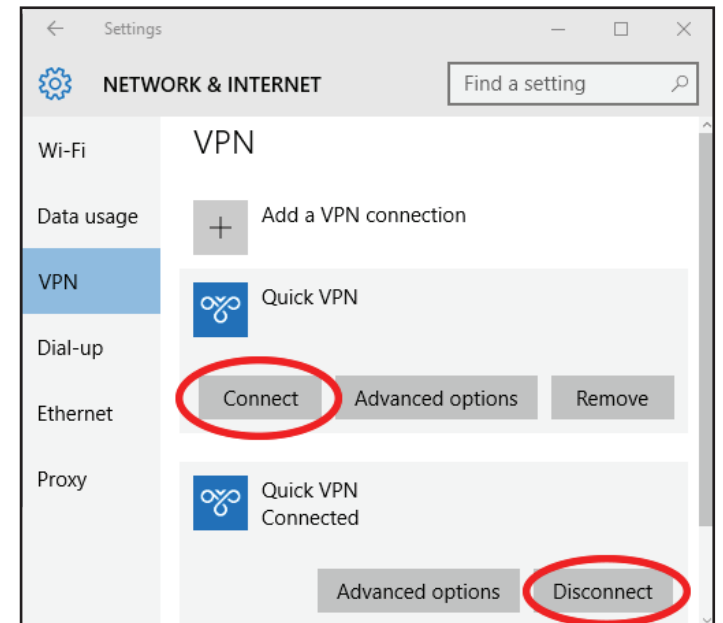 Settings
NETWORK & INTERNET
Find a setting
Wi-Fi
Data usage
VPN
Dial-up
Ethernet
Proxy
VPN
Add a VPN connection
Quick VPN
Connect Advanced options Remove
Quick VPN
Connected
Advanced options Disconnect